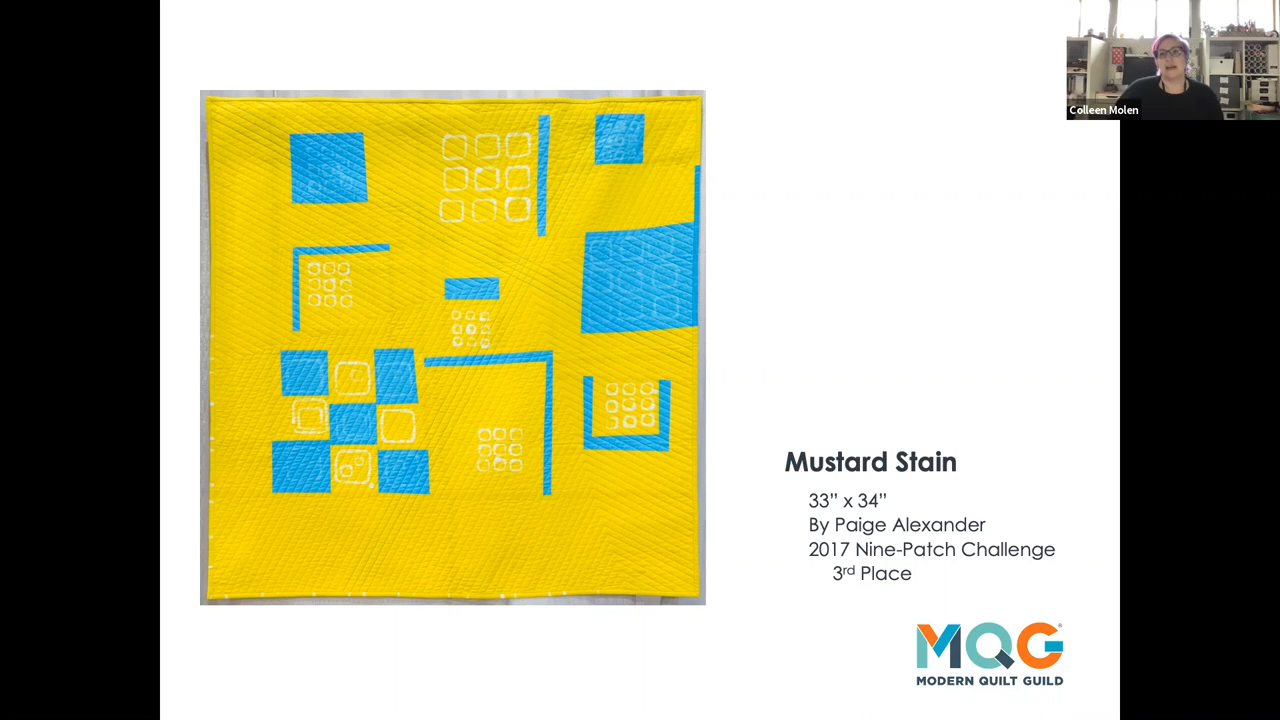 Colleen Molen
Mustard Stain
33” x 34”
By Paige Alexander
2017 Nine-Patch Challenge
3rd Place
MQG®
MODERN QUILT GUILD